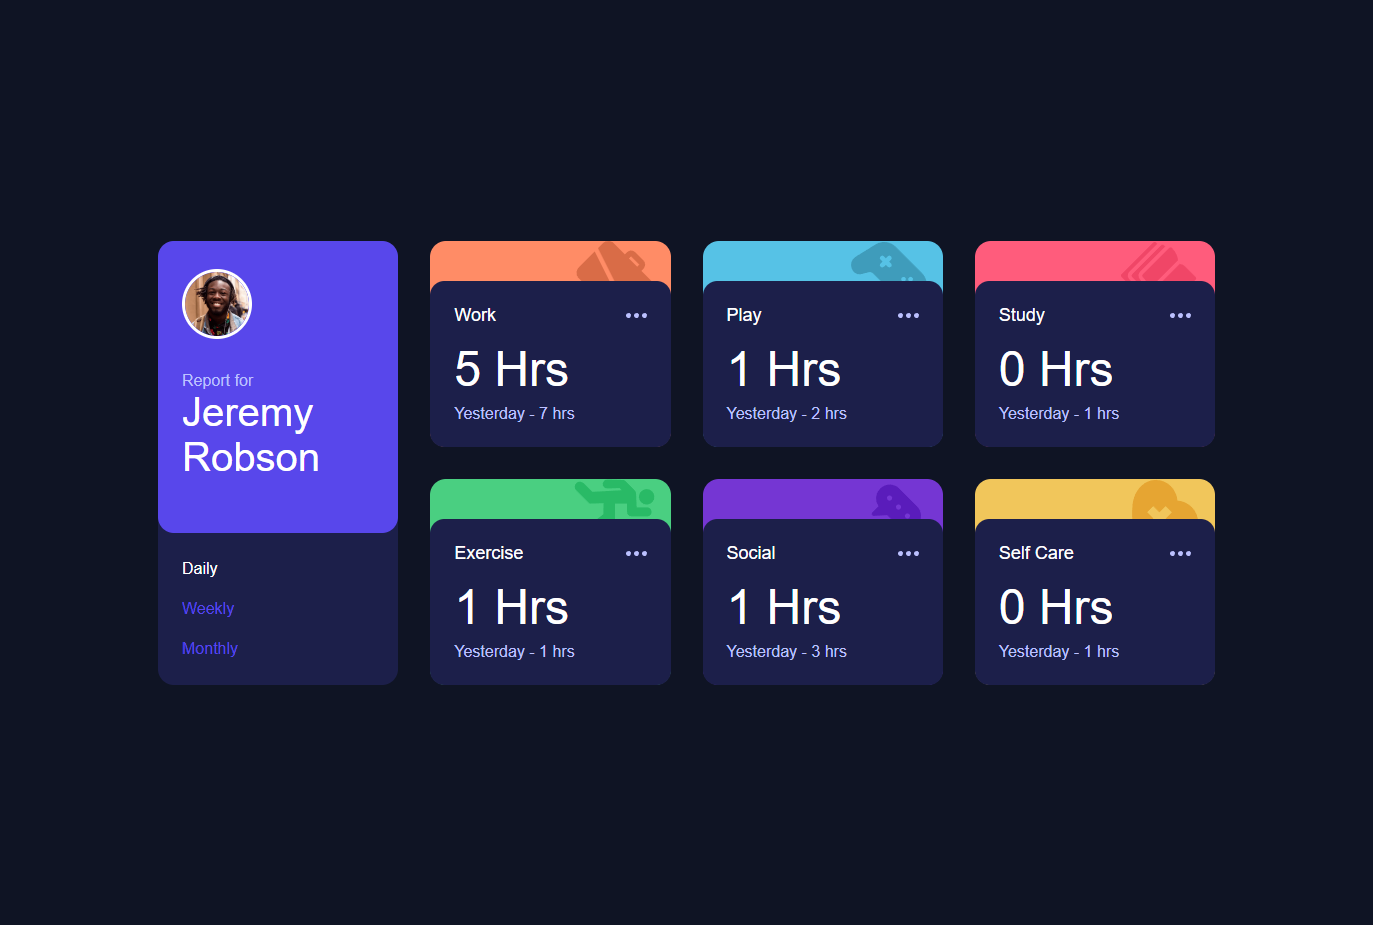 Report for
Jeremy
Robson
Daily
Weekly
Monthly
Work
5 Hrs
Yesterday - 7 hrs
Play
1 Hrs
Yesterday - 2 hrs
Study
0 Hrs
Yesterday - 1 hrs
Exercise
1 Hrs
Yesterday - 1 hrs
Social
1 Hrs
Yesterday - 3 hrs
Self Care
0 Hrs
Yesterday - 1 hrs